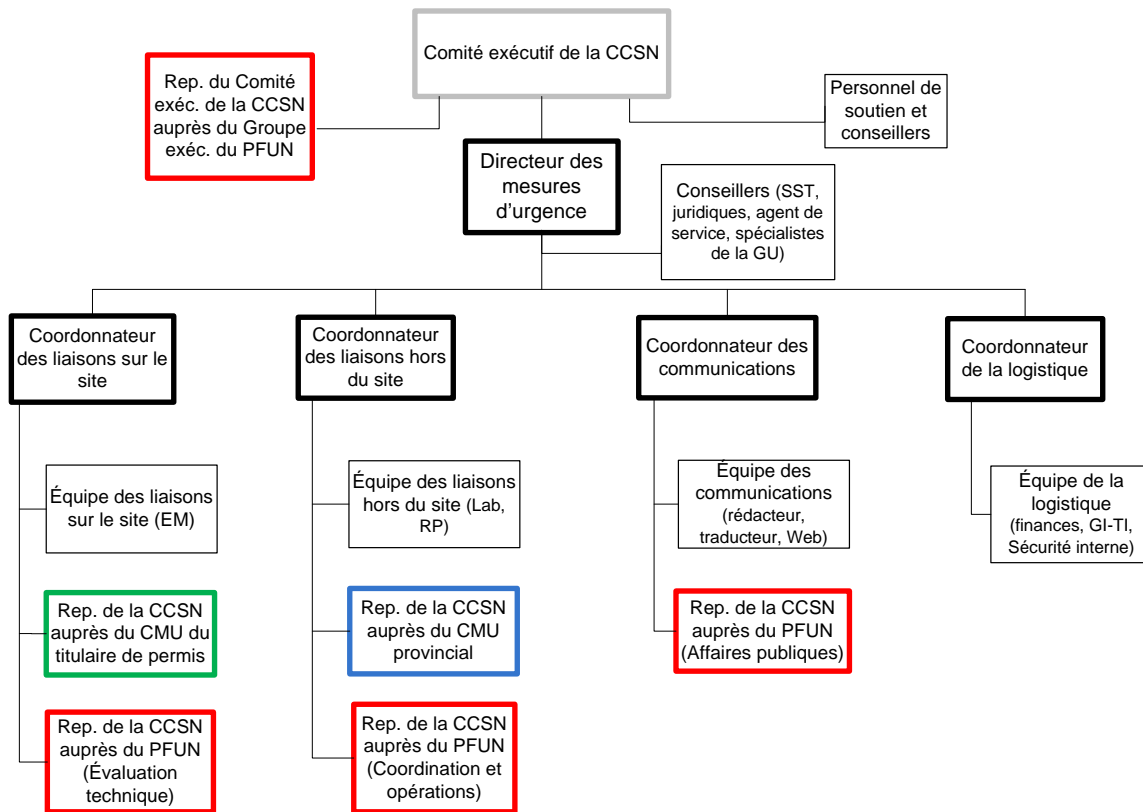 Comité exécutif de la CCSN
Rep. du Comité
exéc. de la CCSN
auprès du Groupe
exéc. du PFUN
Personnel de
soutien et
conseillers
Directeur des
mesures
d'urgence
Conseillers (SST,
juridiques, agent de
service, spécialistes
de la GU)
Coordonnateur
des liaisons sur le
site
Coordonnateur
des liaisons hors
du site
Coordonnateur des
communications
Coordonnateur
de la logistique
Équipe des liaisons
sur le site (EM)
Équipe des liaisons
hors du site (Lab,
RP)
Équipe des
communications
(rédacteur,
traducteur, Web)
Équipe de la
logistique
(finances, GI-TI,
Sécurité interne)
Rep. de la CCSN
auprès du CMU du
titulaire de permis
Rep. de la CCSN
auprès du CMU
provincial
Rep. de la CCSN
auprès du PFUN
(Affaires publiques)
Rep. de la CCSN
auprès du PFUN
(Évaluation
technique)
Rep. de la CCSN
auprès du PFUN
(Coordination et
opérations)